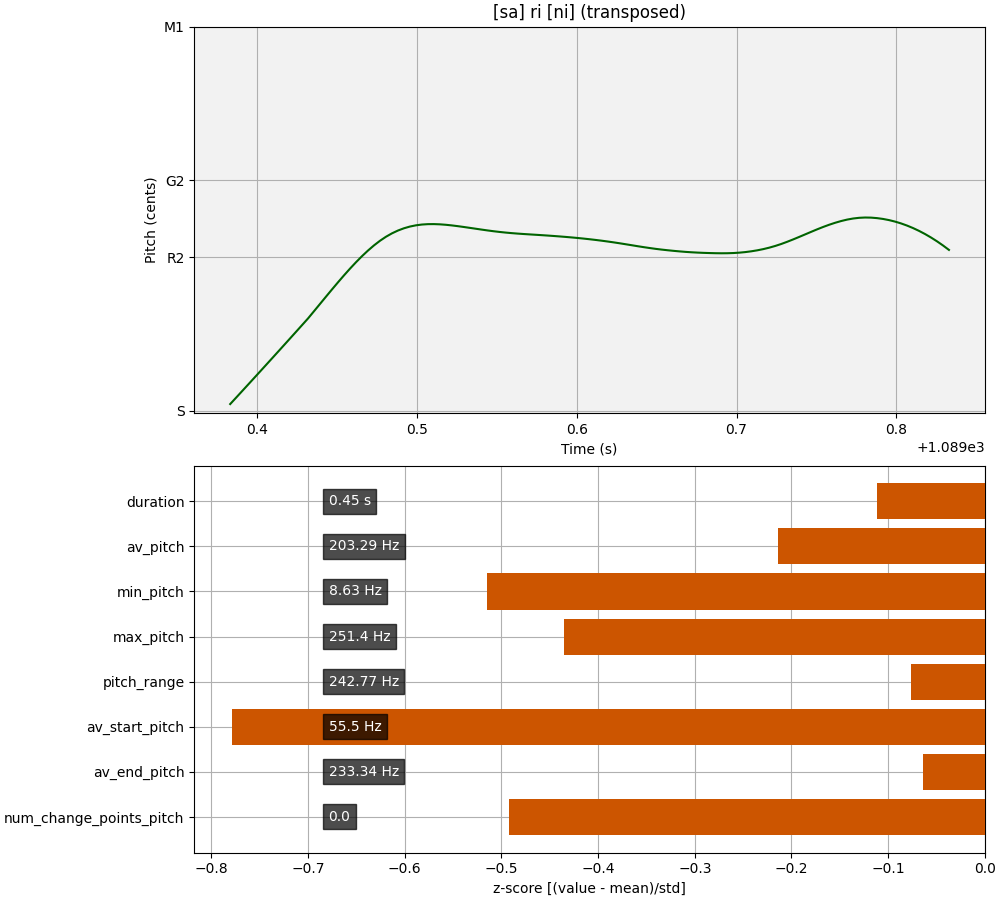 [sa] ri [ni] (transposed)
M1
G2
R2
S
Pitch (cents)
0.4 0.5 0.6 0.7 0.8
Time (s)
+1.089e3
duration 0.45 s
av_pitch 203.29 Hz
min_pitch 8.63 Hz
max_pitch 251.4 Hz
pitch_range 242.77 Hz
av_start_pitch 55.5 Hz
av_end_pitch 233.34 Hz
num_change_points_pitch 0.0
−0.8 −0.7 −0.6 −0.5 −0.4 −0.3 −0.2 −0.1 0.0
z-score [(value - mean)/std]